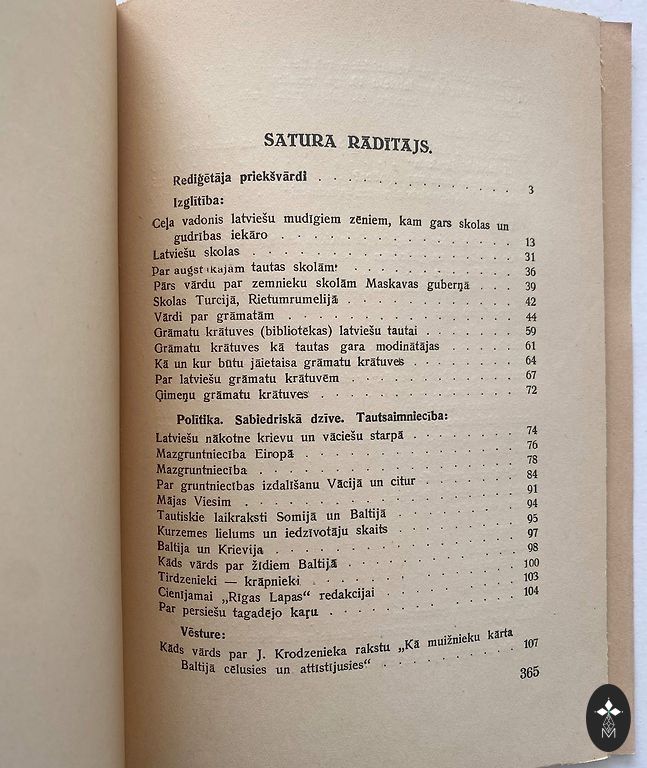 SATURA RĀDĪTĀJS.
Rediģētāja priekšvārdi . . . . . . . . . . . . . . 3
Izglītība:
Ceļa vadonis latviešu mudīgiem zēniem, kam gars skolas un
gudrības iekāro . . . . . . . . . . . . . . 13
Latviešu skolas . . . . . . . . . . . . . . 31
Par augstākajām tautas skolām . . . . . . . . . . 36
Pārs vārdu par zemnieku skolām Maskavas guberņā . . . 39
Skolas Turcijā, Rietumrumelijā . . . . . . . . . . 42
Vārdi par grāmatām . . . . . . . . . . . . . 44
Grāmatu krātuves (bibliotēkas) latviešu tautai . . . . . 59
Grāmatu krātuves kā tautas gara modinātājas . . . . . 61
Kā un kur būtu jāietaisa grāmatu krātuves . . . . . . 64
Par latviešu grāmatu krātuvēm . . . . . . . . . . 67
Ģimeņu grāmatu krātuves . . . . . . . . . . . . 72
Polītika. Sabiedriskā dzīve. Tautsaimniecība:
Latviešu nākotne krievu un vāciešu starpā . . . . . . 74
Mazgruntniecība Eiropā . . . . . . . . . . . . 76
Mazgruntniecība . . . . . . . . . . . . . . 78
Par gruntniecības izdalīšanu Vācijā un citur . . . . . . 84
Mājas Viesim . . . . . . . . . . . . . . . 91
Tautiskie laikraksti Somijā un Baltijā . . . . . . . . 94
Kurzemes lielums un iedzīvotāju skaits . . . . . . . 95
Baltija un Krievija . . . . . . . . . . . . . . 97
Kāds vārds par žīdiem Baltijā . . . . . . . . . . 98
Tirdzenieki — krāpnieki . . . . . . . . . . . . 100
Cienījamai „Rīgas Lapas“ redakcijai . . . . . . . . 103
Par persiešu tagadējo kaŗu . . . . . . . . . . . 104
Vēsture:
Kāds vārds par J. Krodzenieka rakstu „Kā muižnieku kārta
Baltijā cēlusies un attīstījusies“ . . . . . . . . . 107
365
M